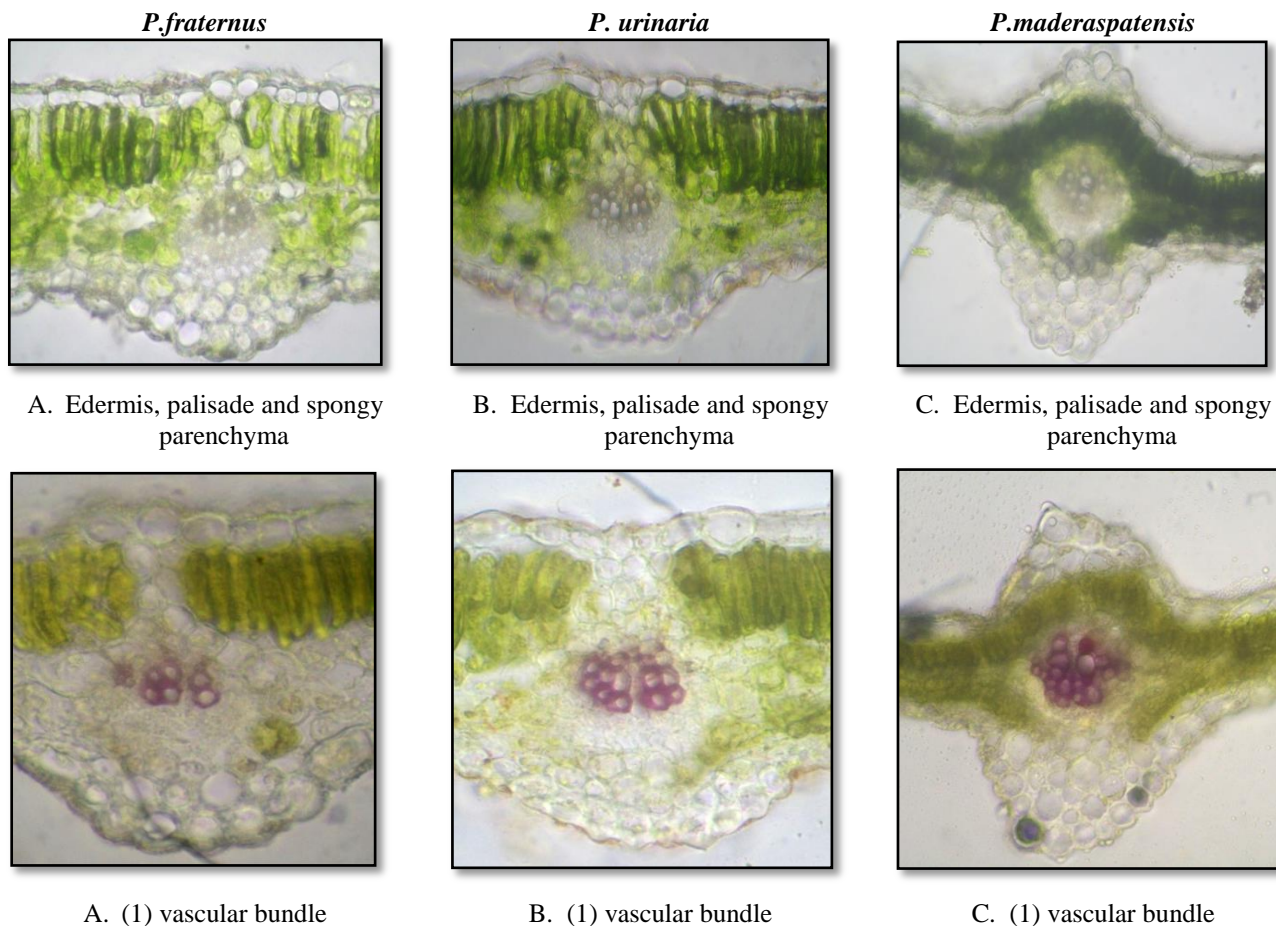 P.fraternus
P. urinaria
P.maderaspatensis
A. Edermis, palisade and spongy
parenchyma
B. Edermis, palisade and spongy
parenchyma
C. Edermis, palisade and spongy
parenchyma
A. (1) vascular bundle
B. (1) vascular bundle
C. (1) vascular bundle